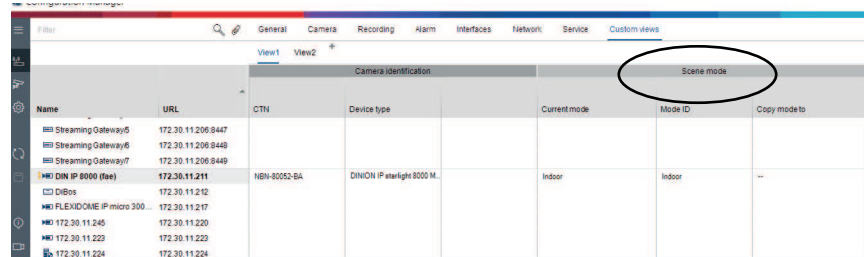 Configuration Manager
Filter General Camera Recording Alarm Interfaces Network Service Custom views
View1 View2 +
Camera identification Scene mode
Name URL CTN Device type Current mode Mode ID Copy mode to
Streaming Gateway/5 172.30.11.206:8447
Streaming Gateway/6 172.30.11.206:8448
Streaming Gateway/7 172.30.11.206:8449
DIN IP 8000 (fae) 172.30.11.211 NBN-80052-BA DINION IP starlight 8000 M... Indoor Indoor --
DiBos 172.30.11.212
FLEXIDOME IP micro 300... 172.30.11.217
172.30.11.245 172.30.11.220
172.30.11.223 172.30.11.223
172.30.11.224 172.30.11.224